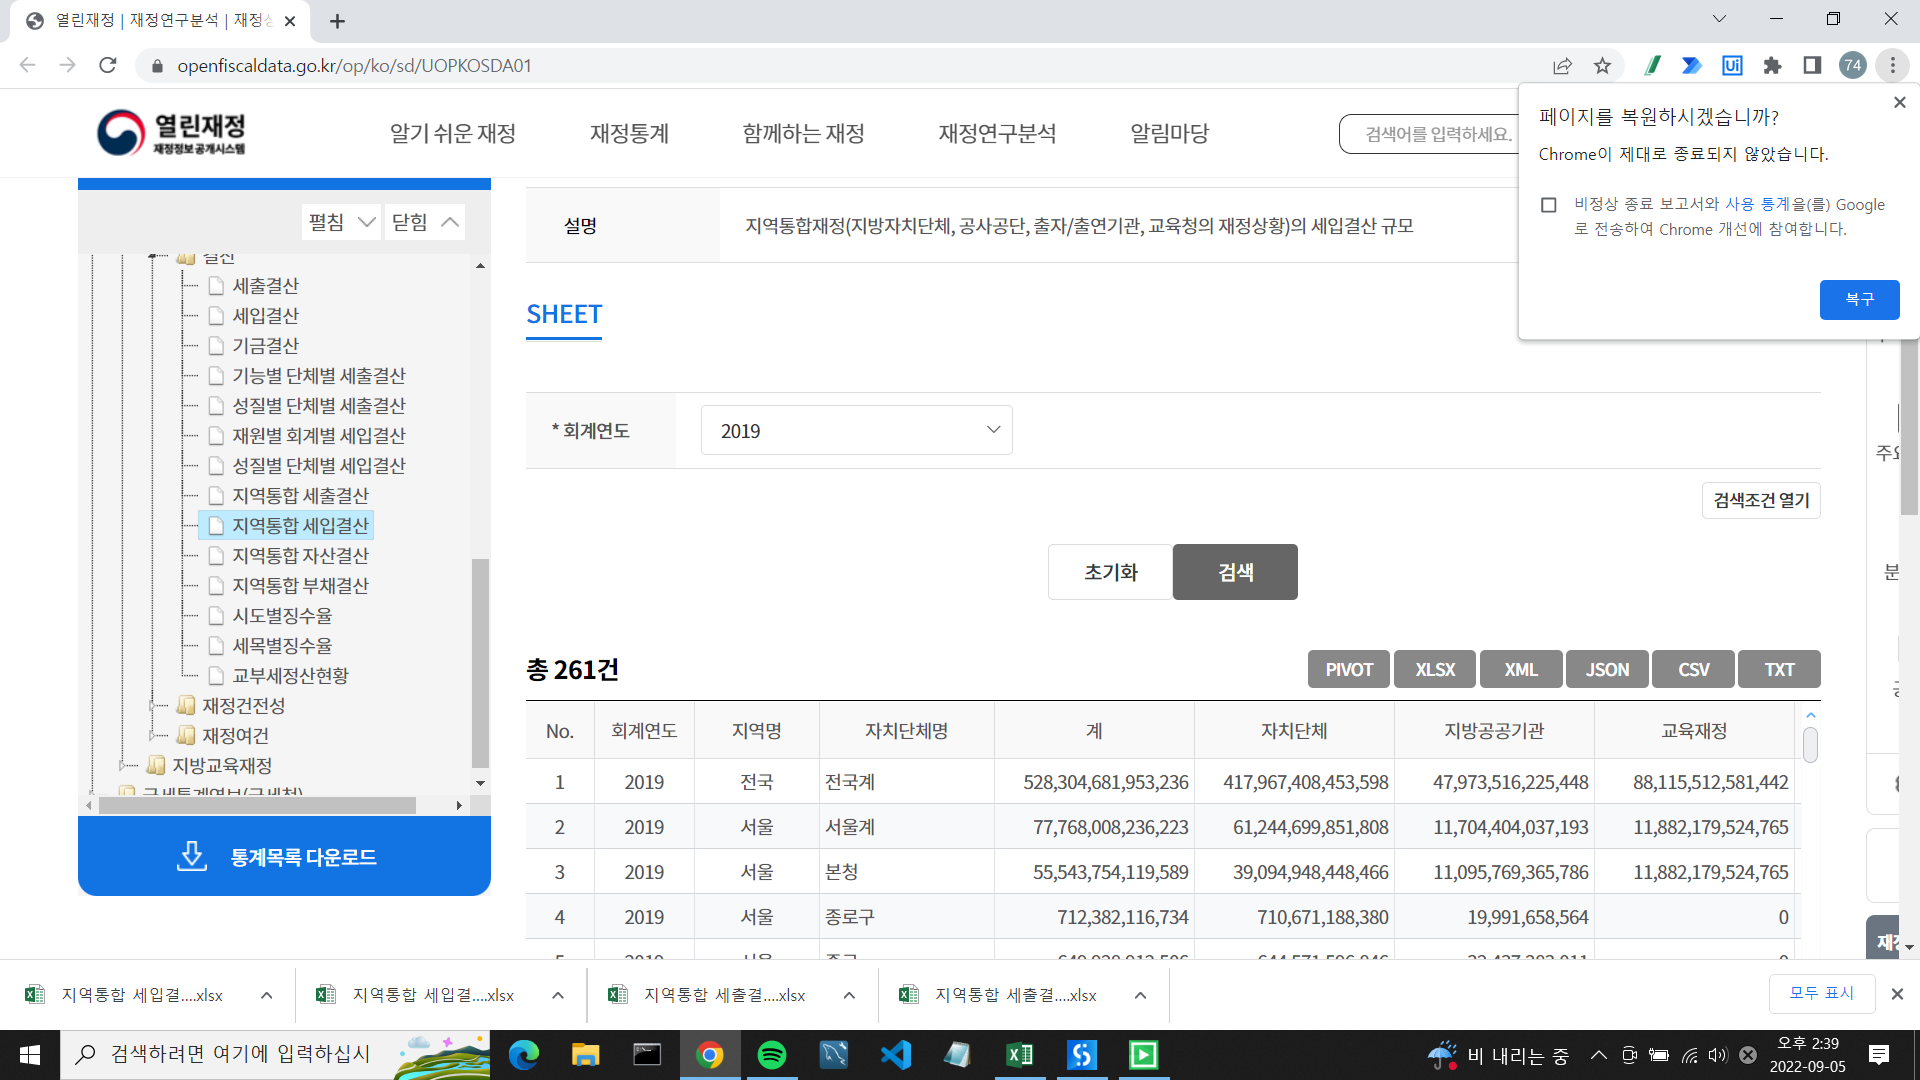 열린재정 | 재정연구분석 | 재정상
openfiscaldata.go.kr/op/ko/sd/UOPKOSDA01
Ui
74
열린재정
재정정보공개시스템
알기 쉬운 재정
재정통계
함께하는 재정
재정연구분석
알림마당
검색어를 입력하세요.
페이지를 복원하시겠습니까?
Chrome이 제대로 종료되지 않았습니다.
비정상 종료 보고서와 사용 통계을(를) Google
로 전송하여 Chrome 개선에 참여합니다.
복구
펼침
닫힘
결산
세출결산
세입결산
기금결산
기능별 단체별 세출결산
성질별 단체별 세출결산
재원별 회계별 세입결산
성질별 단체별 세입결산
지역통합 세출결산
지역통합 세입결산
지역통합 자산결산
지역통합 부채결산
시도별징수율
세목별징수율
교부세정산현황
재정건전성
재정여건
지방교육재정
국세통계연보(국세청)
통계목록 다운로드
설명
지역통합재정(지방자치단체, 공사공단, 출자/출연기관, 교육청의 재정상황)의 세입결산 규모
SHEET
* 회계연도
2019
검색조건 열기
초기화
검색
총 261건
PIVOT
XLSX
XML
JSON
CSV
TXT
No. 회계연도 지역명 자치단체명 계 자치단체 지방공공기관 교육재정
1 2019 전국 전국계 528,304,681,953,236 417,967,408,453,598 47,973,516,225,448 88,115,512,581,442
2 2019 서울 서울계 77,768,008,236,223 61,244,699,851,808 11,704,404,037,193 11,882,179,524,765
3 2019 서울 본청 55,543,754,119,589 39,094,948,448,466 11,095,769,365,786 11,882,179,524,765
4 2019 서울 종로구 712,382,116,734 710,671,188,380 19,991,658,564 0
5 2019 서울 중구
주요
분
재정
지역통합 세입결....xlsx
지역통합 세입결....xlsx
지역통합 세출결....xlsx
지역통합 세출결....xlsx
모두 표시
검색하려면 여기에 입력하십시
비 내리는 중
오후 2:39
2022-09-05